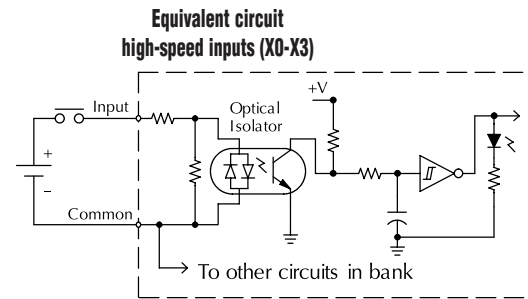 Equivalent circuit
high-speed inputs (X0-X3)
+V
Input
Optical
Isolator
+
−
Common
To other circuits in bank